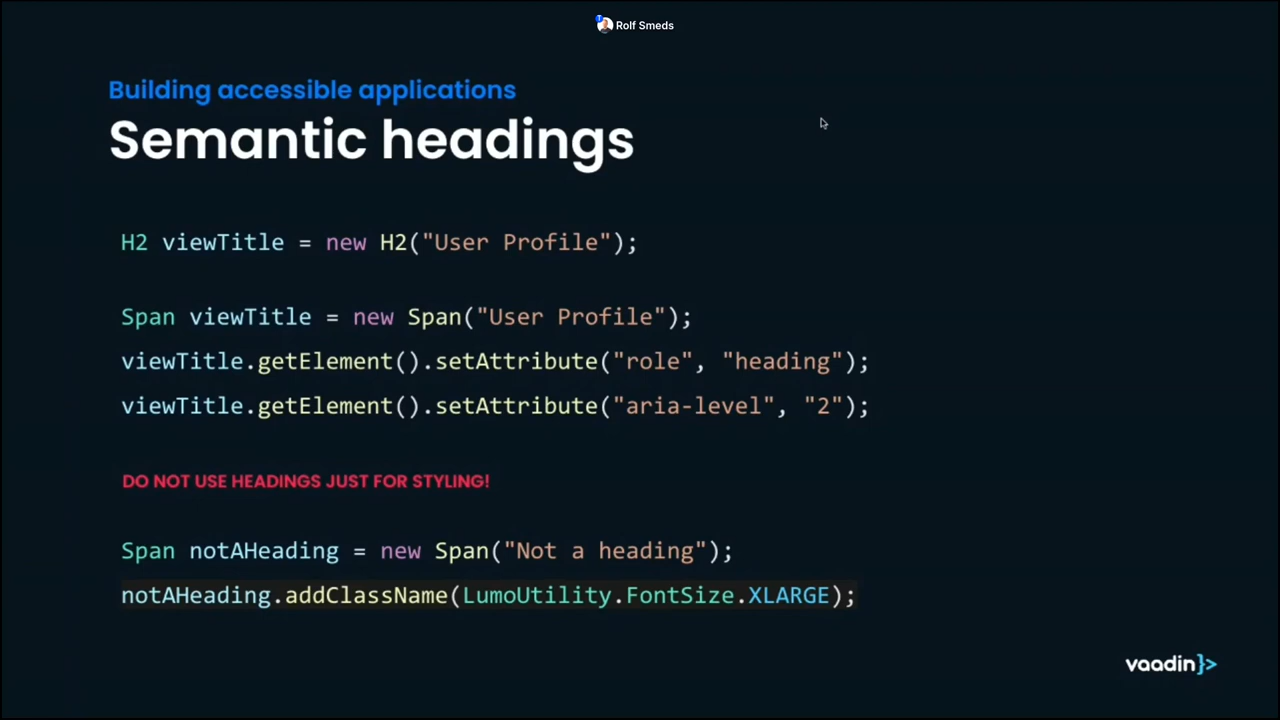 Rolf Smeds
Building accessible applications
Semantic headings
H2 viewTitle = new H2("User Profile");
Span viewTitle = new Span("User Profile");
viewTitle.getElement().setAttribute("role", "heading");
viewTitle.getElement().setAttribute("aria-level", "2");
DO NOT USE HEADINGS JUST FOR STYLING!
Span notAHeading = new Span("Not a heading");
notAHeading.addClassName(LumoUtility.FontSize.XLARGE);
vaadin}>